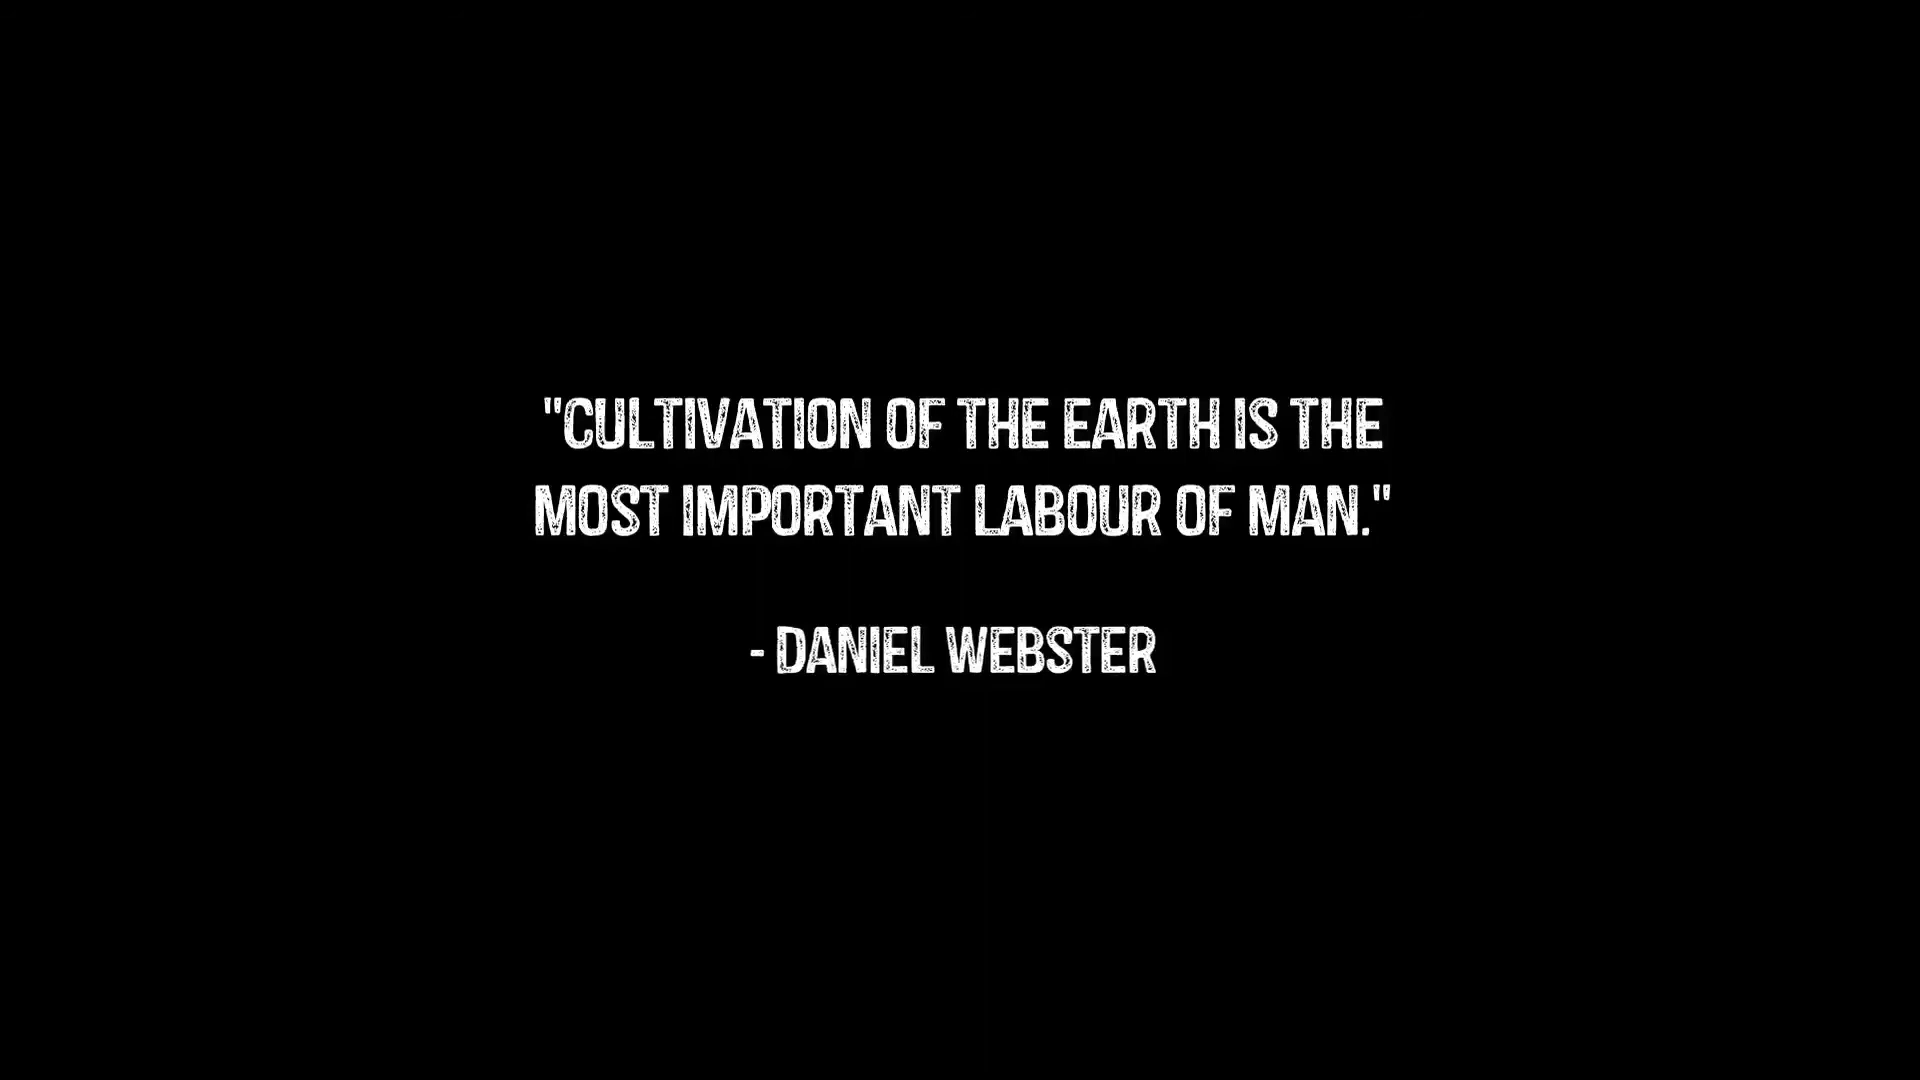 "CULTIVATION OF THE EARTH IS THE
MOST IMPORTANT LABOUR OF MAN."
- DANIEL WEBSTER